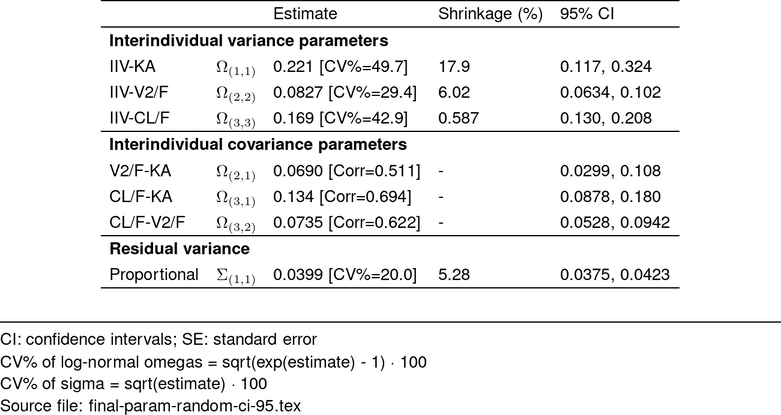 Estimate Shrinkage (%) 95% CI
Interindividual variance parameters
IIV-KA Ω(1,1) 0.221 [CV%=49.7] 17.9 0.117, 0.324
IIV-V2/F Ω(2,2) 0.0827 [CV%=29.4] 6.02 0.0634, 0.102
IIV-CL/F Ω(3,3) 0.169 [CV%=42.9] 0.587 0.130, 0.208
Interindividual covariance parameters
V2/F-KA Ω(2,1) 0.0690 [Corr=0.511] - 0.0299, 0.108
CL/F-KA Ω(3,1) 0.134 [Corr=0.694] - 0.0878, 0.180
CL/F-V2/F Ω(3,2) 0.0735 [Corr=0.622] - 0.0528, 0.0942
Residual variance
Proportional Σ(1,1) 0.0399 [CV%=20.0] 5.28 0.0375, 0.0423
CI: confidence intervals; SE: standard error
CV% of log-normal omegas = sqrt(exp(estimate) - 1) · 100
CV% of sigma = sqrt(estimate) · 100
Source file: final-param-random-ci-95.tex